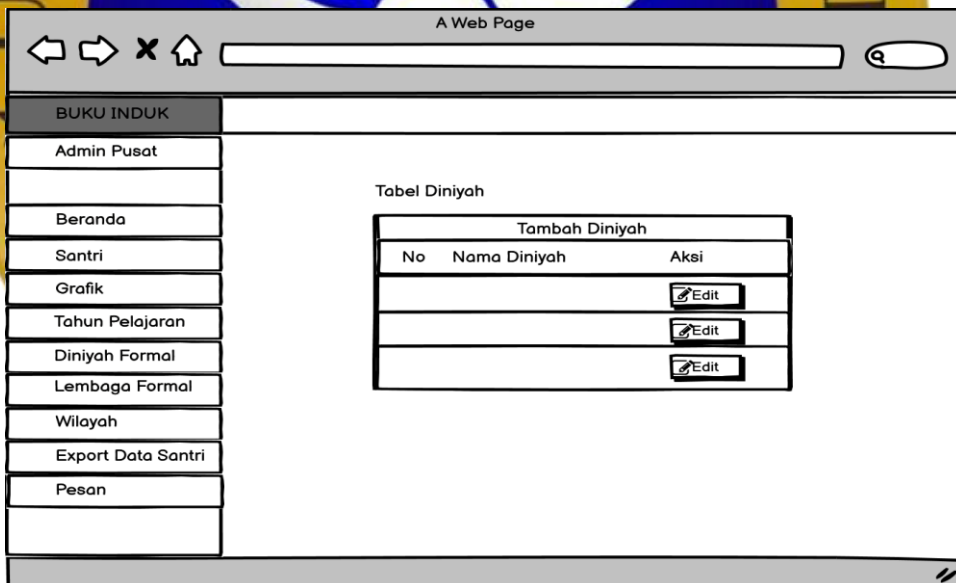 A Web Page
BUKU INDUK
Admin Pusat
Beranda
Santri
Grafik
Tahun Pelajaran
Diniyah Formal
Lembaga Formal
Wilayah
Export Data Santri
Pesan
Tabel Diniyah
Tambah Diniyah
No Nama Diniyah Aksi
Edit
Edit
Edit